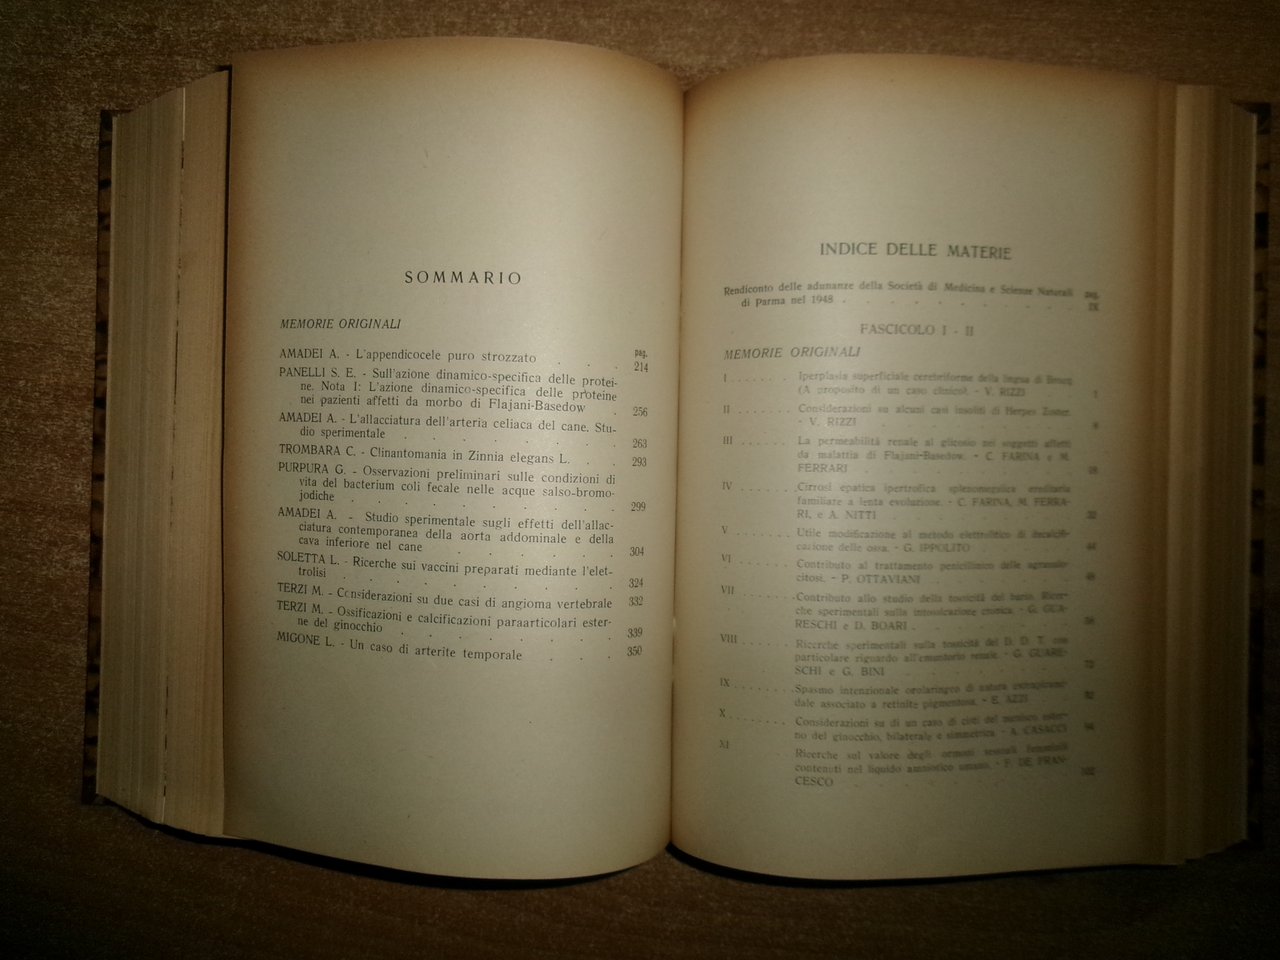 SOMMARIO
MEMORIE ORIGINALI
pag.
AMADEI A. - L'appendicocele puro strozzato . . . 214
PANELLI S. E. - Sull'azione dinamico-specifica delle protei-
ne. Nota I: L'azione dinamico-specifica delle proteine
nei pazienti affetti da morbo di Flajani-Basedow . 256
AMADEI A. - L'allacciatura dell'arteria celiaca del cane. Stu-
dio sperimentale . . . . . . . 263
TROMBARA C. - Clinantomania in Zinnia elegans L. . . 293
PURPURA G. - Osservazioni preliminari sulle condizioni di
vita del bacterium coli fecale nelle acque salso-bromo-
jodiche . . . . . . . . 299
AMADEI A. - Studio sperimentale sugli effetti dell'allac-
ciatura contemporanea della aorta addominale e della
cava inferiore nel cane . . . . . 304
SOLETTA L. - Ricerche sui vaccini preparati mediante l'elet-
trolisi . . . . . . . . 324
TERZI M. - Considerazioni su due casi di angioma vertebrale 332
TERZI M. - Ossificazioni e calcificazioni paraarticolari ester-
ne del ginocchio . . . . . . . 339
MIGONE L. - Un caso di arterite temporale . . . 350
INDICE DELLE MATERIE
Rendiconto delle adunanze della Società di Medicina e Scienze Naturali pag.
di Parma nel 1948 . . . . . . . IX
FASCICOLO I - II
MEMORIE ORIGINALI
I . . . . . . . Iperplasia superficiale cerebriforme della lingua di Brocq
(A proposito di un caso clinico). - V. RIZZI . 1
II . . . . . . . Considerazioni su alcuni casi insoliti di Herpes Zoster.
- V. RIZZI
III . . . . . . . La permeabilità renale al glicosio nei soggetti affetti
da malattia di Flajani-Basedow. - C. FARINA e M.
FERRARI
IV . . . . . . . Cirrosi epatica ipertrofica splenomegalica ereditaria
familiare a lenta evoluzione. - C. FARINA, M. FERRA-
RI, e A. NITTI
V . . . . . . . Utile modificazione al metodo elettrolitico di decalcifi-
cazione delle ossa. - G. IPPOLITO
VI . . . . . . . Contributo al trattamento penicillinico delle agranulo-
citosi. - P. OTTAVIANI
VII . . . . . . . Contributo allo studio della tossicità del bario. Ricer-
che sperimentali sulla intossicazione cronica. - G. GUA-
RESCHI e D. BOARI .
VIII . . . . . . . Ricerche sperimentali sulla tossicità del D. D. T. con
particolare riguardo all'emuntorio renale. - G. GUARE-
SCHI e G. BINI
IX . . . . . . . Spasmo intenzionale orolaringeo di natura extrapirami-
dale associato a retinite pigmentosa. - E. AZZI
X . . . . . . . Considerazioni su di un caso di cisti del menisco ester-
no del ginocchio, bilaterale e simmetrica - A. CASACCI
XI . . . . . . . Ricerche sul valore degli ormoni sessuali femminili
contenuti nel liquido amniotico umano. - F. DE FRAN-
CESCO